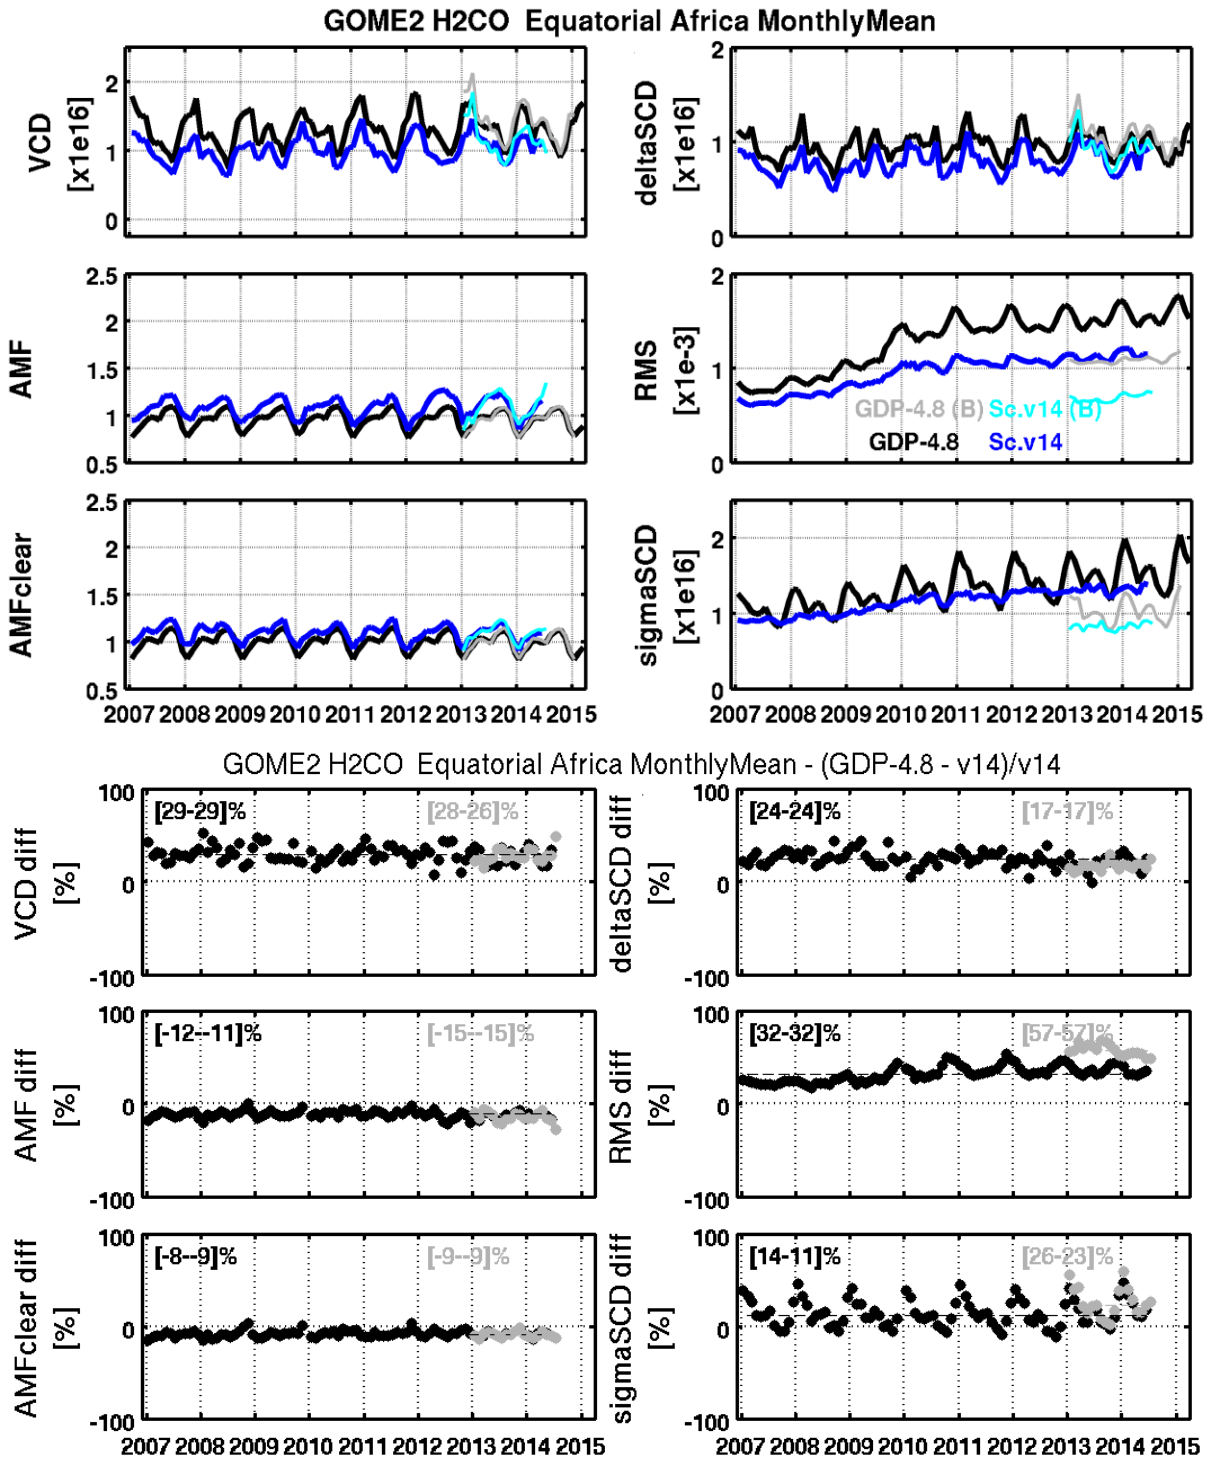 GOME2 H2CO  Equatorial Africa MonthlyMean
VCD
[x1e16]
2
1
0
deltaSCD
[x1e16]
2
1
0
AMF
2.5
2
1.5
1
0.5
RMS
[x1e-3]
2
1
0
GDP-4.8 (B) Sc.v14 (B)
GDP-4.8 Sc.v14
AMFclear
2.5
2
1.5
1
0.5
2007 2008 2009 2010 2011 2012 2013 2014 2015
sigmaSCD
[x1e16]
2
1
0
2007 2008 2009 2010 2011 2012 2013 2014 2015
GOME2 H2CO  Equatorial Africa MonthlyMean - (GDP-4.8 - v14)/v14
VCD diff
[%]
100
0
-100
[29-29]% [28-26]%
deltaSCD diff
[%]
100
0
-100
[24-24]% [17-17]%
AMF diff
[%]
100
0
-100
[-12--11]% [-15--15]%
RMS diff
[%]
100
0
-100
[32-32]% [57-57]%
AMFclear diff
[%]
100
0
-100
[-8--9]% [-9--9]%
2007 2008 2009 2010 2011 2012 2013 2014 2015
sigmaSCD diff
[%]
100
0
-100
[14-11]% [26-23]%
2007 2008 2009 2010 2011 2012 2013 2014 2015